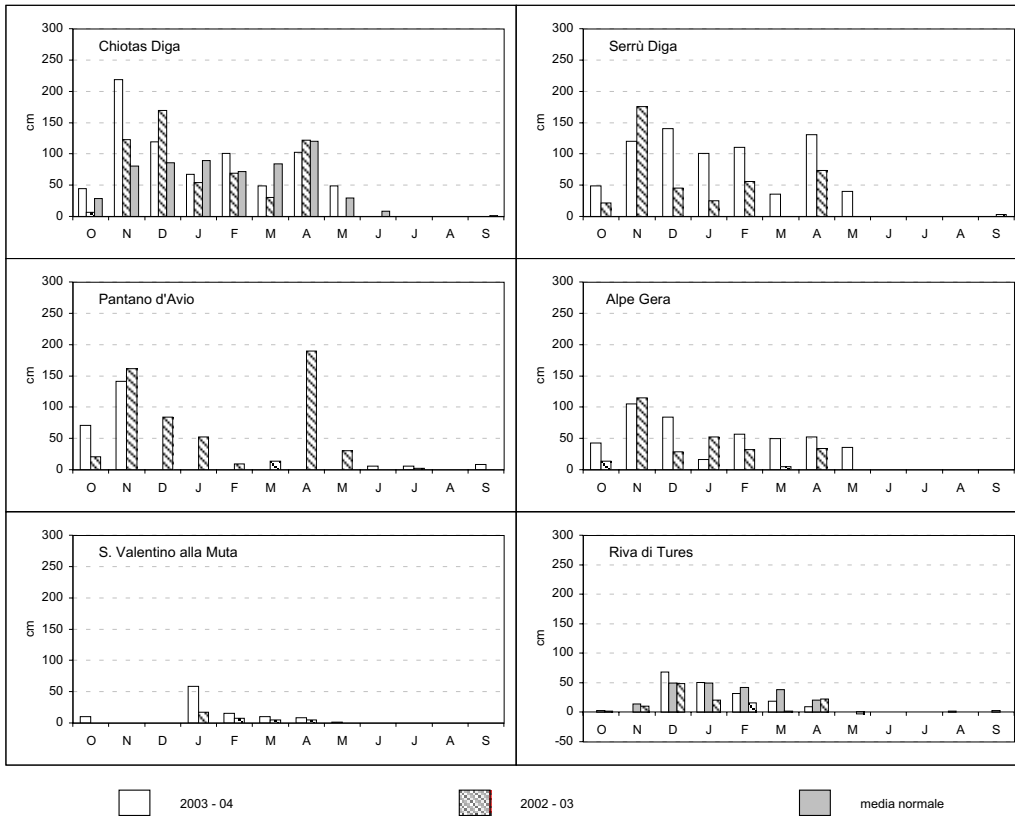 Chiotas Diga
300
250
200
150
100
50
0
cm
O N D J F M A M J J A S
Serrù Diga
300
250
200
150
100
50
0
cm
O N D J F M A M J J A S
Pantano d'Avio
300
250
200
150
100
50
0
cm
O N D J F M A M J J A S
Alpe Gera
300
250
200
150
100
50
0
cm
O N D J F M A M J J A S
S. Valentino alla Muta
300
250
200
150
100
50
0
cm
O N D J F M A M J J A S
Riva di Tures
300
250
200
150
100
50
0
-50
cm
O N D J F M A M J J A S
2003 - 04
2002 - 03
media normale